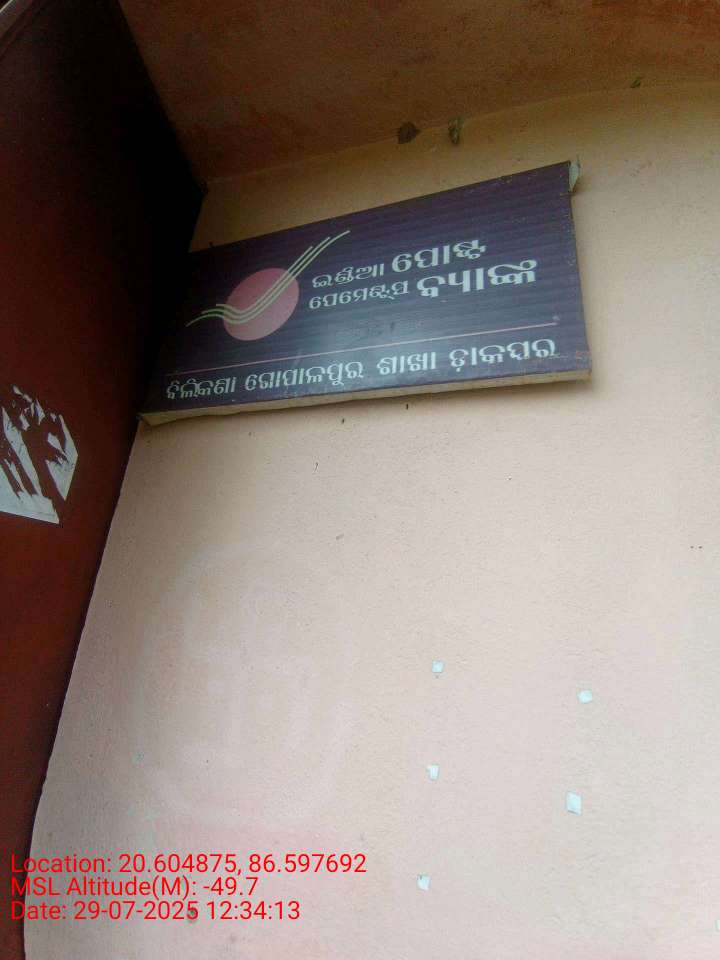 ଇଣ୍ଡିଆ ପୋଷ୍ଟ
ପେମେଣ୍ଟସ ବ୍ୟାଙ୍କ
ବିଲିକଣା ଗୋପାଳପୁର ଶାଖା ଡ଼ାକଘର
Location: 20.604875, 86.597692
MSL Altitude(M): -49.7
Date: 29-07-2025 12:34:13